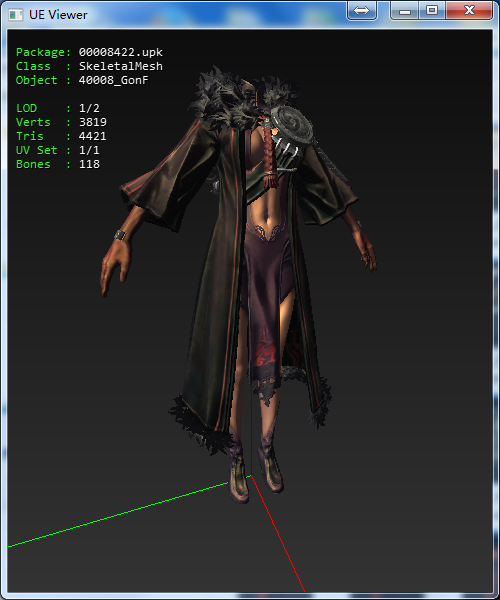 UE Viewer
Package: 00008422.upk
Class : SkeletalMesh
Object : 40008_GonF
LOD : 1/2
Verts : 3819
Tris : 4421
UV Set : 1/1
Bones : 118